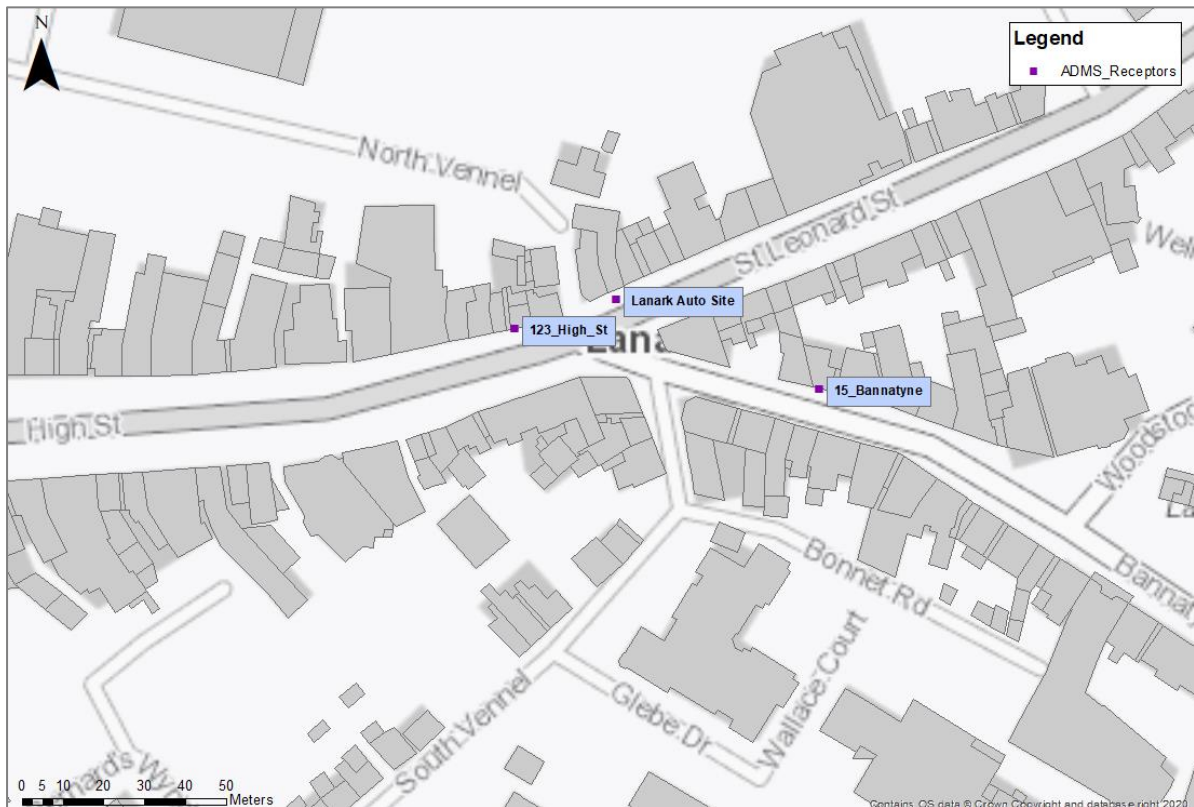 N
Legend
ADMS_Receptors
North Vennel
St Leonard St
Lanark Auto Site
123_High_St
Lana
15_Bannatyne
High St
Bonnet Rd
Wallace Court
Glebe Dr
South Vennel
0 5 10 20 30 40 50
Meters
Contains OS data © Crown Copyright and database right